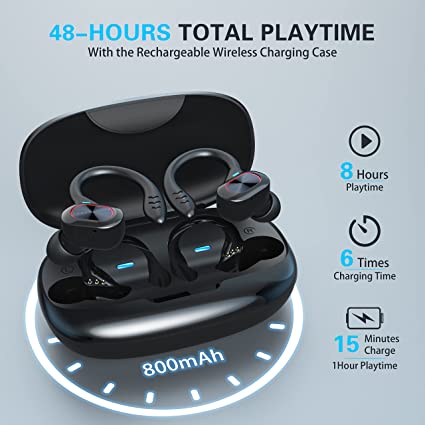 48-HOURS TOTAL PLAYTIME
With the Rechargeable Wireless Charging Case
8 Hours
Playtime
6 Times
Charging Time
15 Minutes
Charge
1Hour Playtime
L
R
800mAh